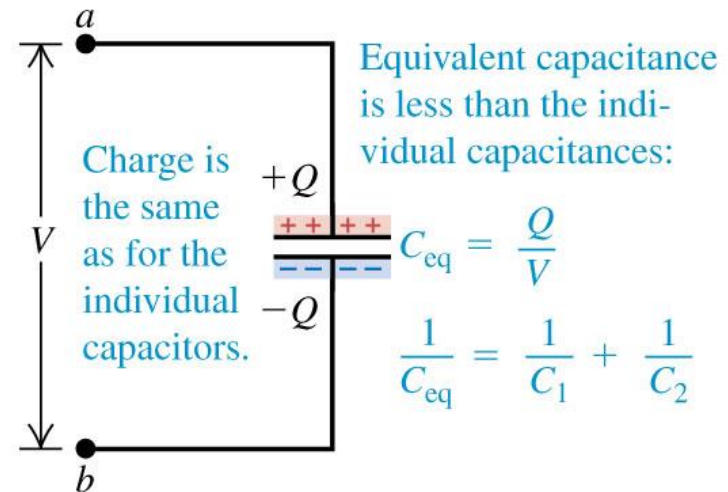 a
Equivalent capacitance
is less than the indi-
vidual capacitances:
Charge is
the same
as for the
individual
capacitors.
V
+Q
+ + + +
− − − −
−Q
C_eq = Q/V
1/C_eq = 1/C_1 + 1/C_2
b